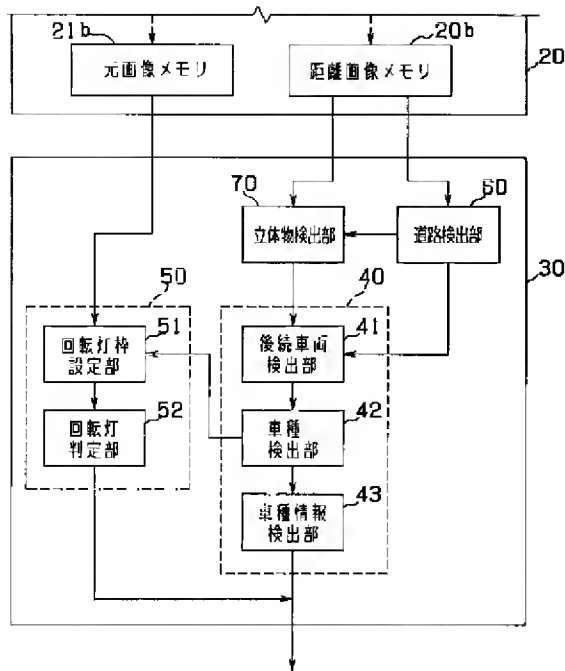 21b
20b
元画像メモリ
距離画像メモリ
20
70
60
立体物検出部
道路検出部
30
50
40
51
41
回転灯枠
設定部
後続車両
検出部
52
42
回転灯
判定部
車種
検出部
43
車種情報
検出部